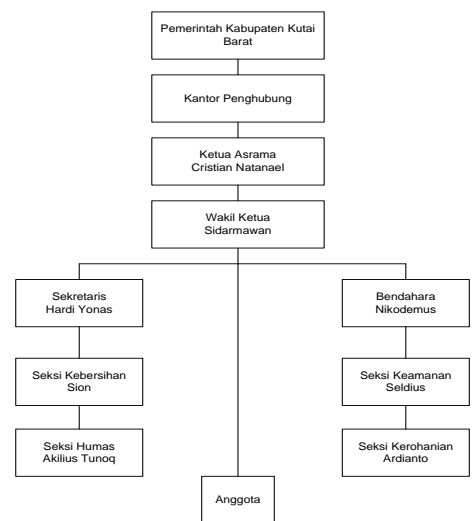 Pemerintah Kabupaten Kutai
Barat
Kantor Penghubung
Ketua Asrama
Cristian Natanael
Wakil Ketua
Sidarmawan
Sekretaris
Hardi Yonas
Bendahara
Nikodemus
Seksi Kebersihan
Sion
Seksi Keamanan
Seldius
Seksi Humas
Akilius Tunoq
Seksi Kerohanian
Ardianto
Anggota